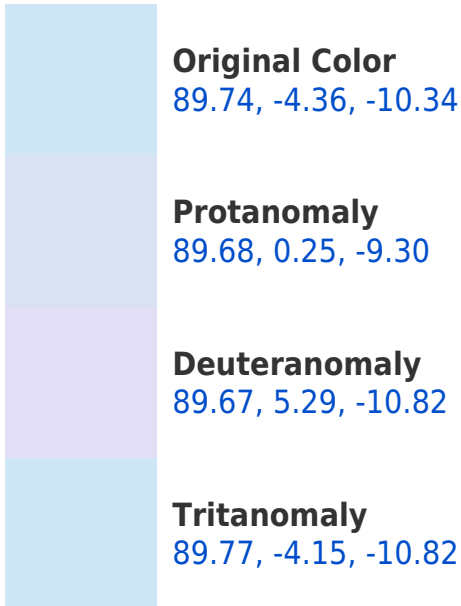 Original Color
89.74, -4.36, -10.34
Protanomaly
89.68, 0.25, -9.30
Deuteranomaly
89.67, 5.29, -10.82
Tritanomaly
89.77, -4.15, -10.82